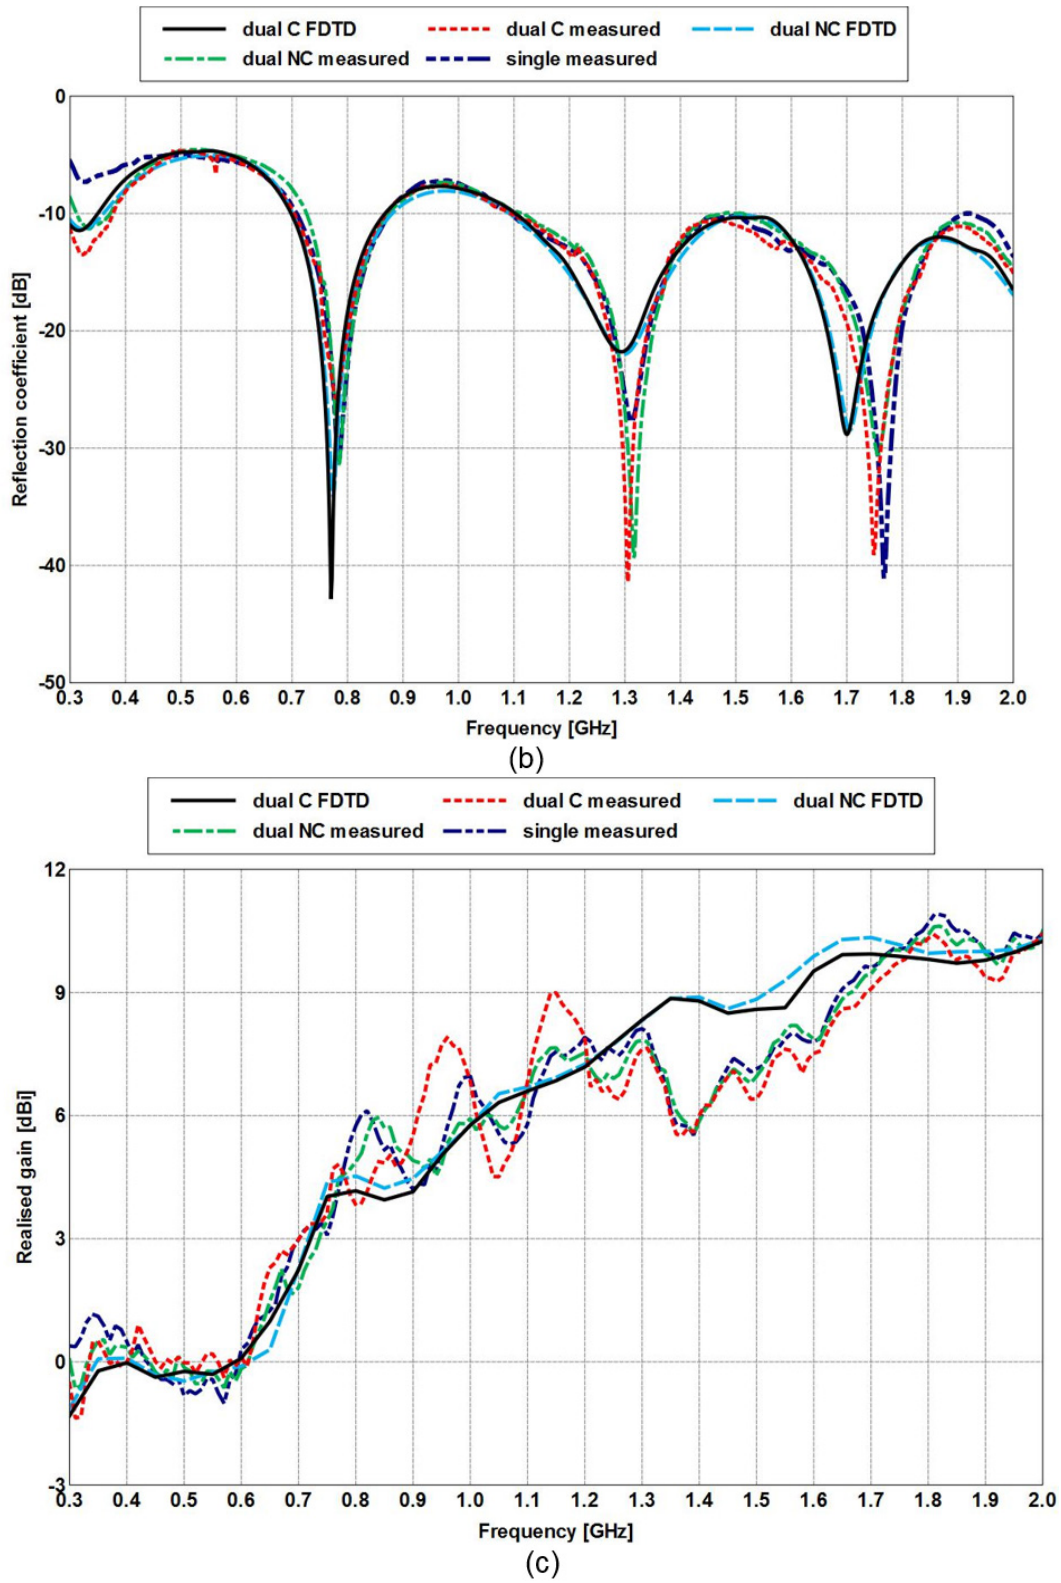 dual C FDTD dual C measured dual NC FDTD
dual NC measured single measured
0
-10
-20
-30
-40
-50
Reflection coefficient [dB]
0.3 0.4 0.5 0.6 0.7 0.8 0.9 1.0 1.1 1.2 1.3 1.4 1.5 1.6 1.7 1.8 1.9 2.0
Frequency [GHz]
(b)
dual C FDTD dual C measured dual NC FDTD
dual NC measured single measured
12
9
6
3
0
-3
Realised gain [dBi]
0.3 0.4 0.5 0.6 0.7 0.8 0.9 1.0 1.1 1.2 1.3 1.4 1.5 1.6 1.7 1.8 1.9 2.0
Frequency [GHz]
(c)